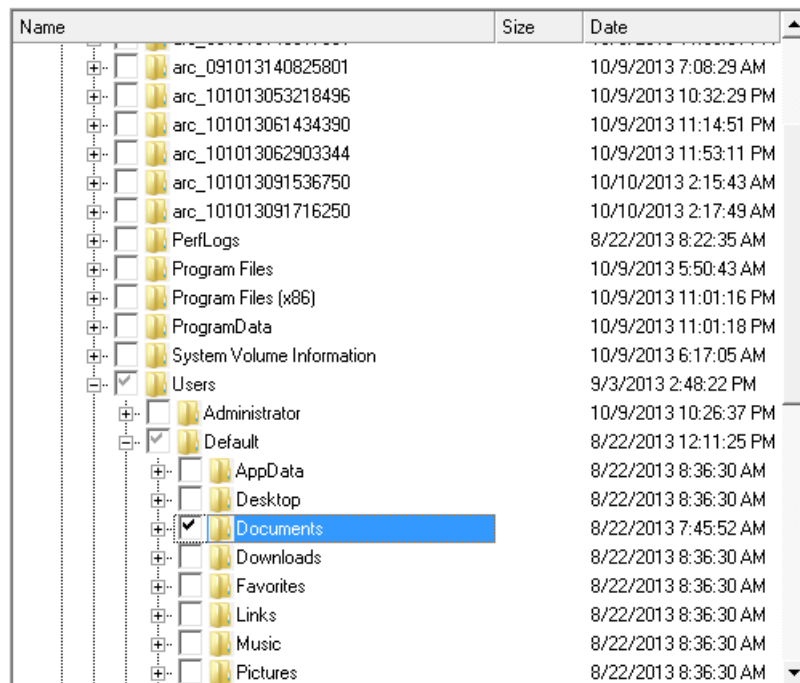 Name Size Date
arc_091013140825801 10/9/2013 7:08:29 AM
arc_101013053218496 10/9/2013 10:32:29 PM
arc_101013061434390 10/9/2013 11:14:51 PM
arc_101013062903344 10/9/2013 11:53:11 PM
arc_101013091536750 10/10/2013 2:15:43 AM
arc_101013091716250 10/10/2013 2:17:49 AM
PerfLogs 8/22/2013 8:22:35 AM
Program Files 10/9/2013 5:50:43 AM
Program Files (x86) 10/9/2013 11:01:16 PM
ProgramData 10/9/2013 11:01:18 PM
System Volume Information 10/9/2013 6:17:05 AM
Users 9/3/2013 2:48:22 PM
Administrator 10/9/2013 10:26:37 PM
Default 8/22/2013 12:11:25 PM
AppData 8/22/2013 8:36:30 AM
Desktop 8/22/2013 8:36:30 AM
Documents 8/22/2013 7:45:52 AM
Downloads 8/22/2013 8:36:30 AM
Favorites 8/22/2013 8:36:30 AM
Links 8/22/2013 8:36:30 AM
Music 8/22/2013 8:36:30 AM
Pictures 8/22/2013 8:36:30 AM